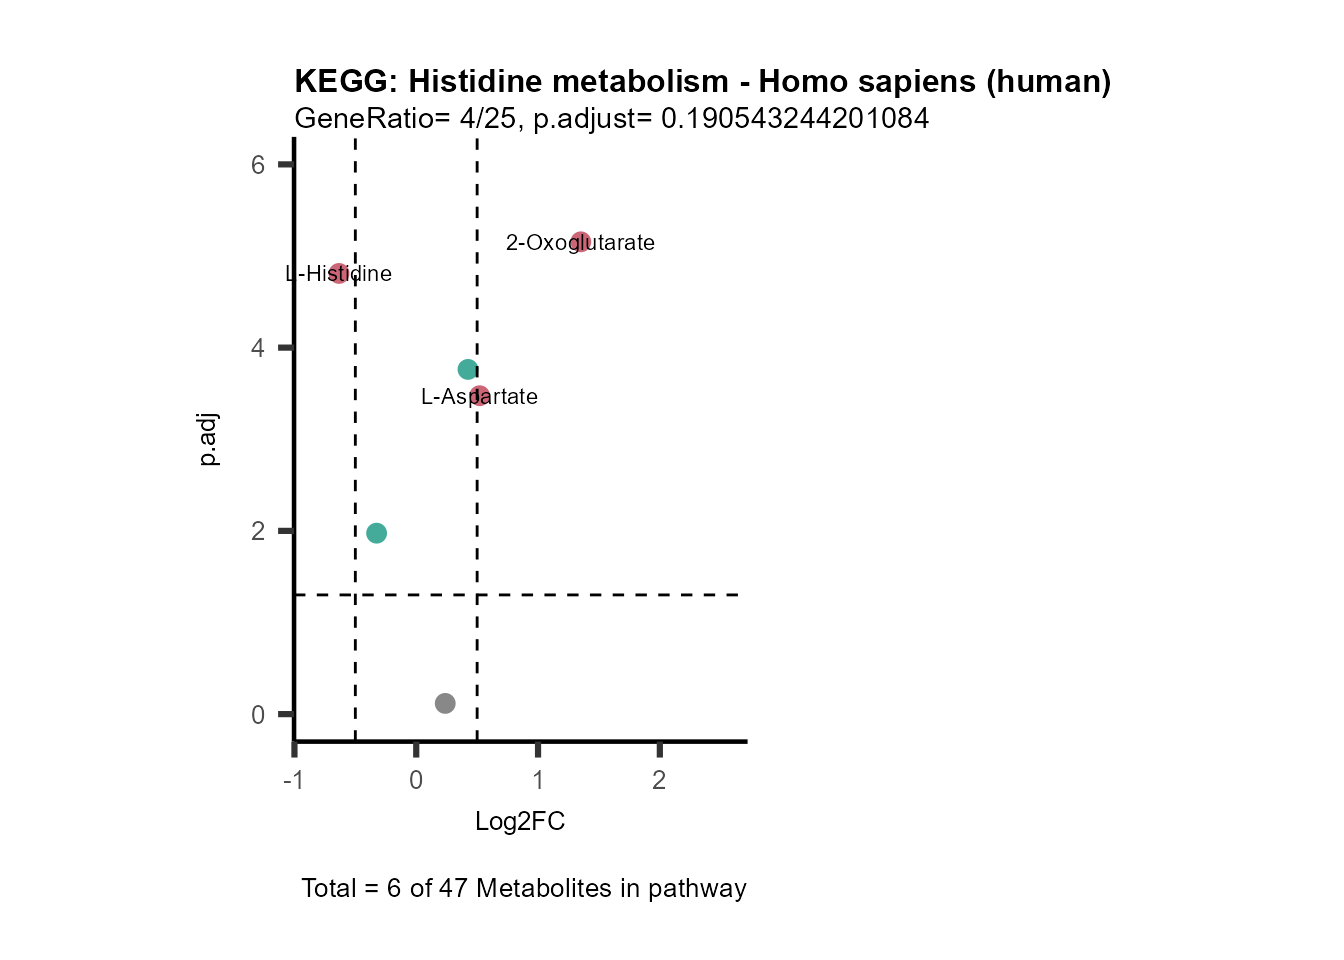 KEGG: Histidine metabolism - Homo sapiens (human)
GeneRatio= 4/25, p.adjust= 0.190543244201084
6
2-Oxoglutarate
L-Histidine
4
L-Aspartate
p.adj
2
0
-1 0 1 2
Log2FC
Total = 6 of 47 Metabolites in pathway